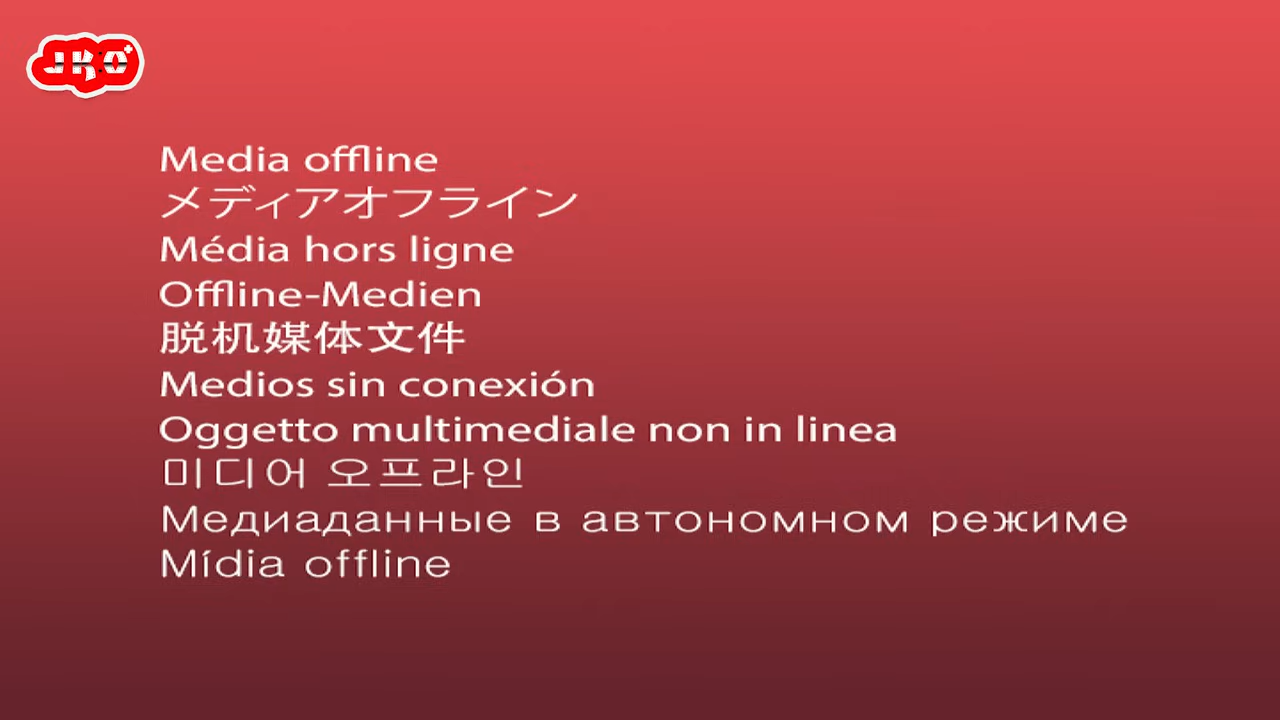 JKO+
Media offline
メディアオフライン
Média hors ligne
Offline-Medien
脱机媒体文件
Medios sin conexión
Oggetto multimediale non in linea
미디어 오프라인
Медиаданные в автономном режиме
Mídia offline